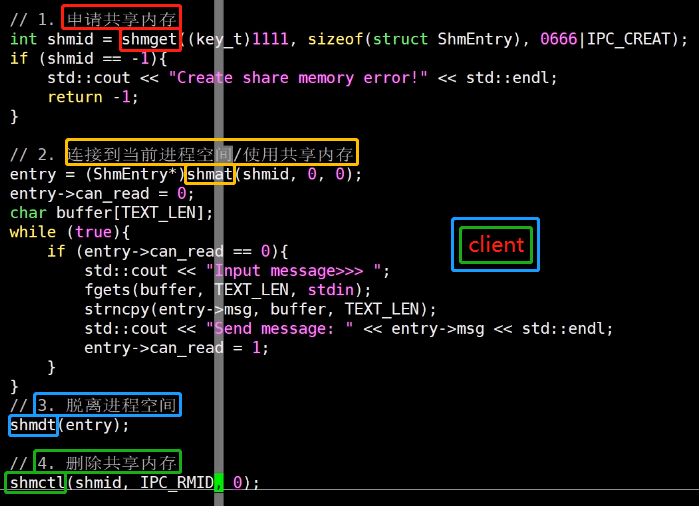 // 1. 申请共享内存
int shmid = shmget((key_t)1111, sizeof(struct ShmEntry), 0666|IPC_CREAT);
if (shmid == -1){
    std::cout << "Create share memory error!" << std::endl;
    return -1;
}
// 2. 连接到当前进程空间/使用共享内存
entry = (ShmEntry*)shmat(shmid, 0, 0);
entry->can_read = 0;
char buffer[TEXT_LEN];
while (true){
    if (entry->can_read == 0){
        std::cout << "Input message>>> ";
        fgets(buffer, TEXT_LEN, stdin);
        strncpy(entry->msg, buffer, TEXT_LEN);
        std::cout << "Send message: " << entry->msg << std::endl;
        entry->can_read = 1;
    }
}
client
// 3. 脱离进程空间
shmdt(entry);
// 4. 删除共享内存
shmctl(shmid, IPC_RMID, 0);